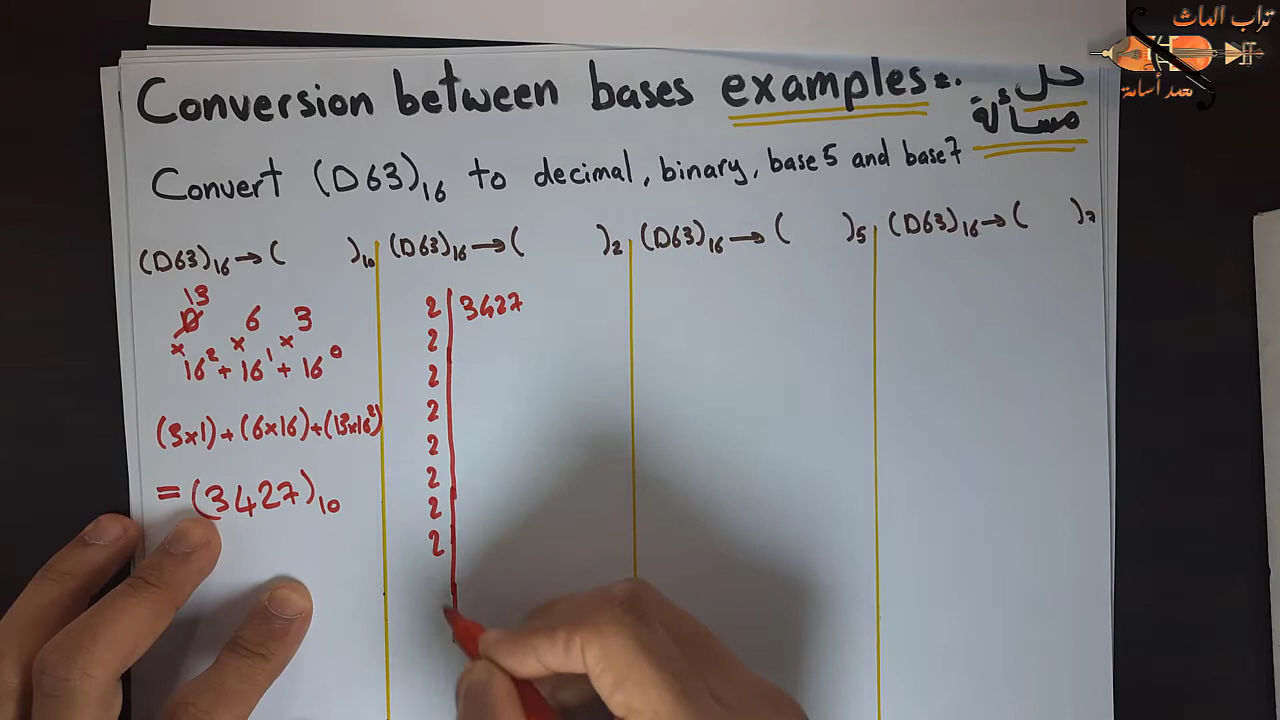 تراب الماث
محمد أسامة
Conversion between bases examples:.
حل
مسألة
Convert (D63)₁₆ to decimal, binary, base 5 and base 7
(D63)₁₆→( )₁₀
13
D 6 3
× × ×
16² + 16¹ + 16⁰
(3×1)+(6×16)+(13×16²)
= (3427)₁₀
(D63)₁₆→( )₂
2 3427
2
2
2
2
2
2
2
(D63)₁₆→( )₅
(D63)₁₆→( )₇